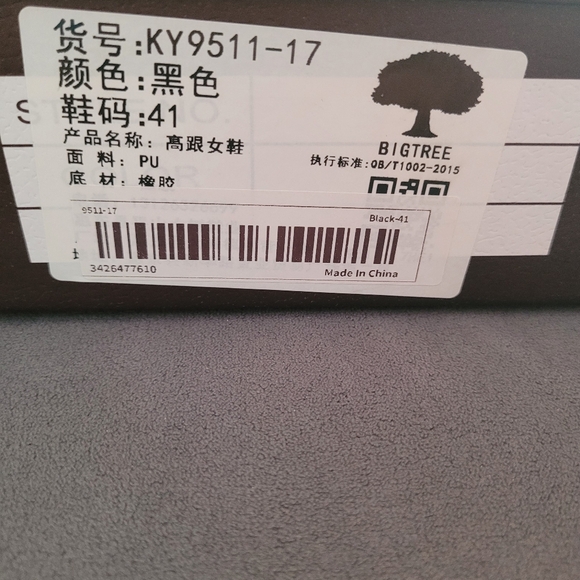 货号:KY9511-17
颜色:黑色
鞋码:41
产品名称: 高跟女鞋
面 料: PU
底 材: 橡胶
BIGTREE
执行标准:QB/T1002-2015
9511-17
Black-41
3426477610
Made In China